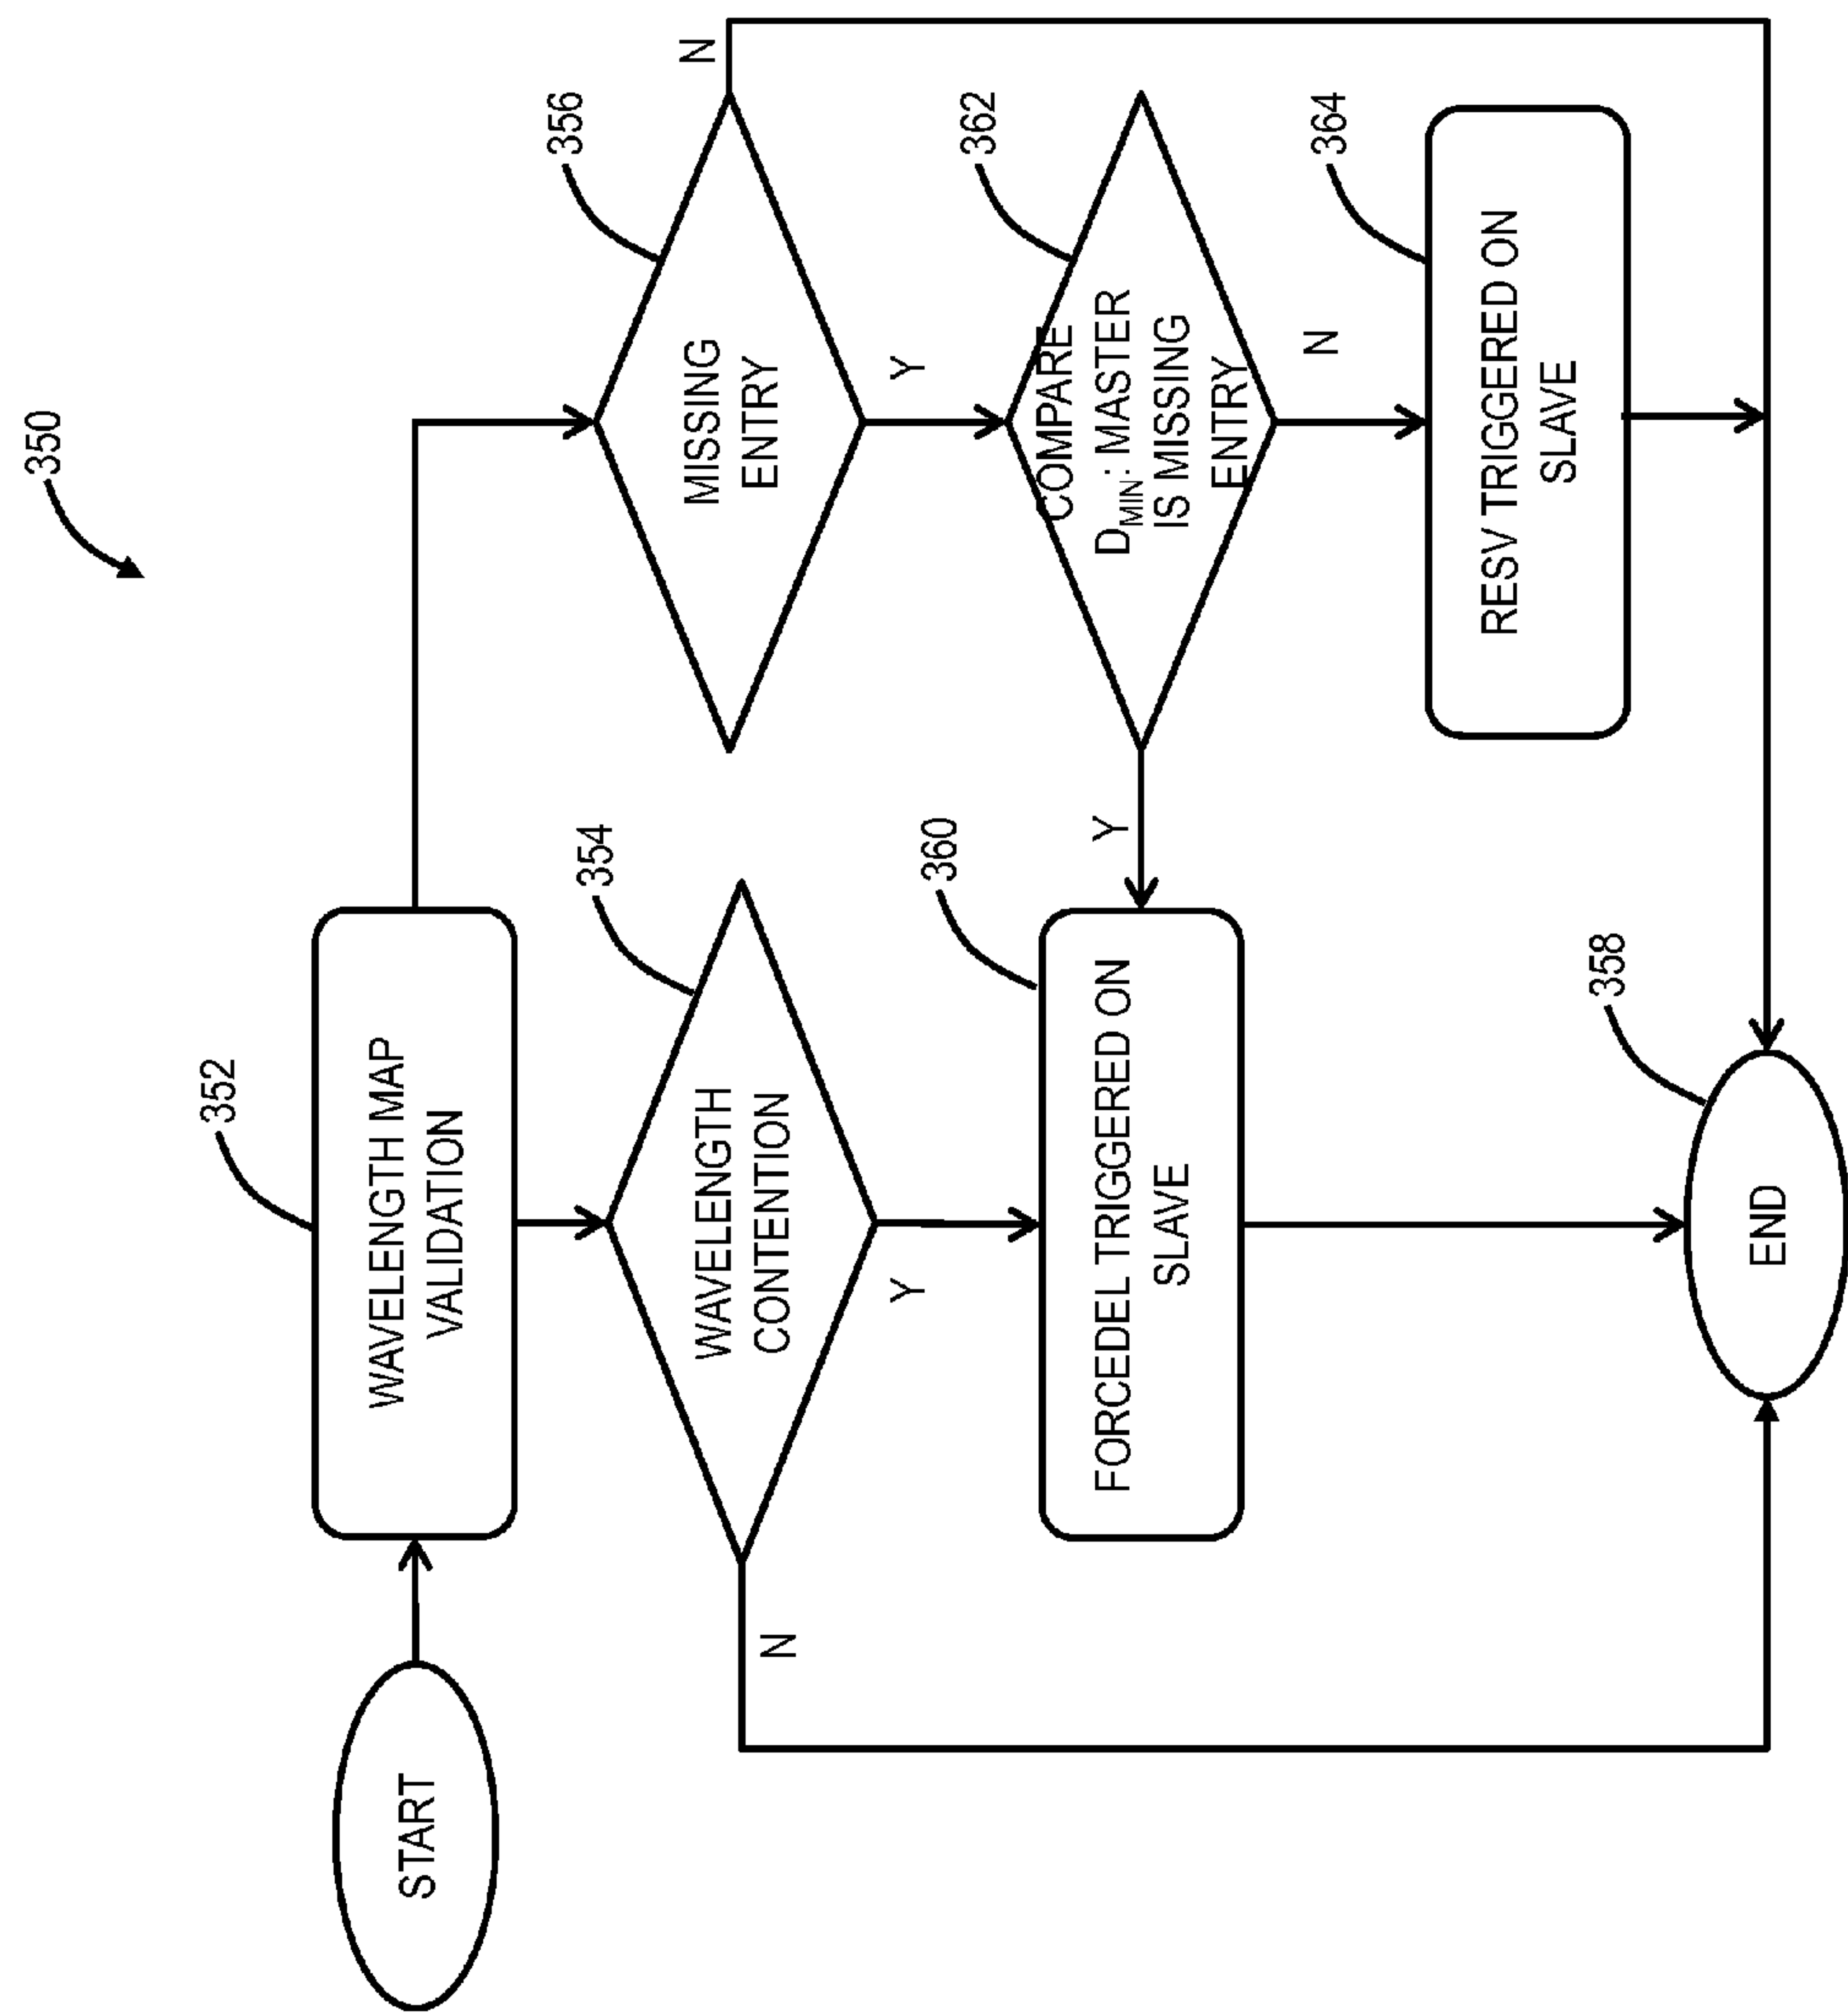 350
START
352
WAVELENGTH MAP
VALIDATION
354
WAVELENGTH
CONTENTION
N
Y
356
MISSING
ENTRY
N
Y
362
COMPARE
DMIN: MASTER
IS MISSING
ENTRY
Y
N
360
FORCEDEL TRIGGERED ON
SLAVE
364
RESV TRIGGERED ON
SLAVE
358
END